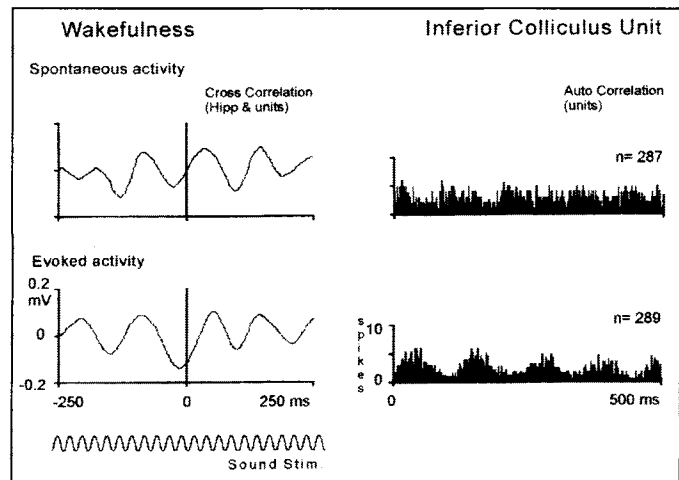 Wakefulness
Inferior Colliculus Unit
Spontaneous activity
Cross Correlation
(Hipp & units)
Auto Correlation
(units)
n= 287
Evoked activity
0.2
mV
0
-0.2
-250
0
250 ms
Sound Stim.
spikes
10
0
n= 289
0
500 ms